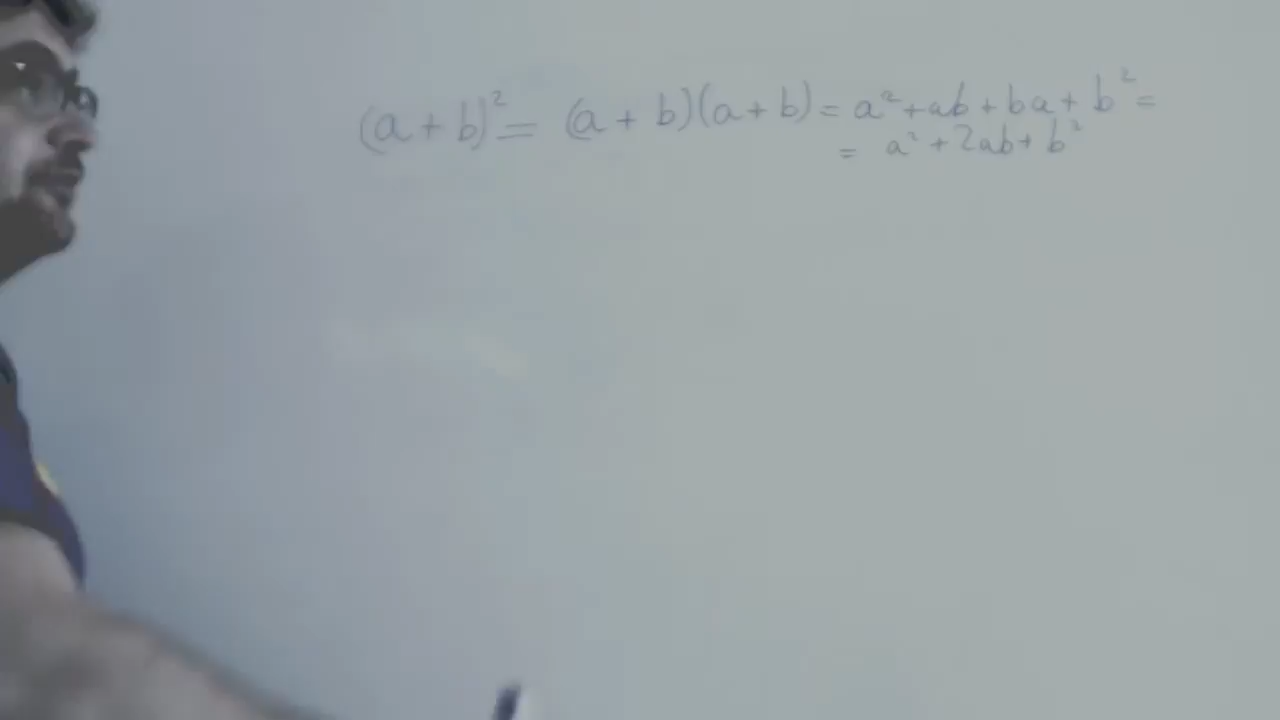 (a+b)² = (a+b)(a+b) = a²+ab+ba+b² =
= a²+2ab+b²